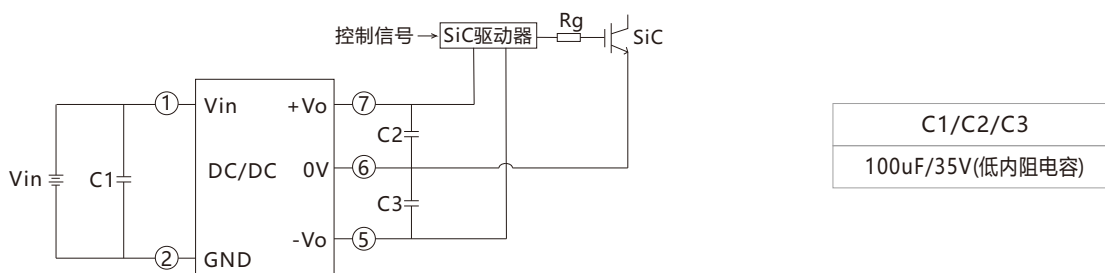 Rg
控制信号 SiC驱动器 SiC
① Vin +Vo ⑦
C2
Vin C1 DC/DC 0V ⑥
C3
② GND -Vo ⑤
C1/C2/C3
100uF/35V(低内阻电容)